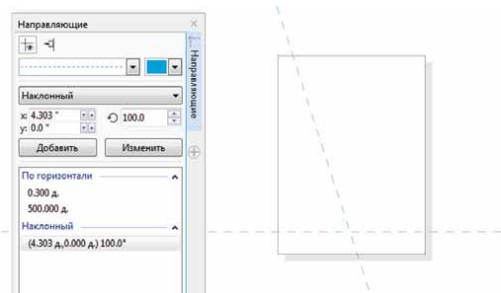 Направляющие
Направляющие
Наклонный
x: 4.303 "
100.0
y: 0.0 "
Добавить
Изменить
По горизонтали
0.300 д.
500.000 д.
Наклонный
(4.303 д.,0.000 д.) 100.0°